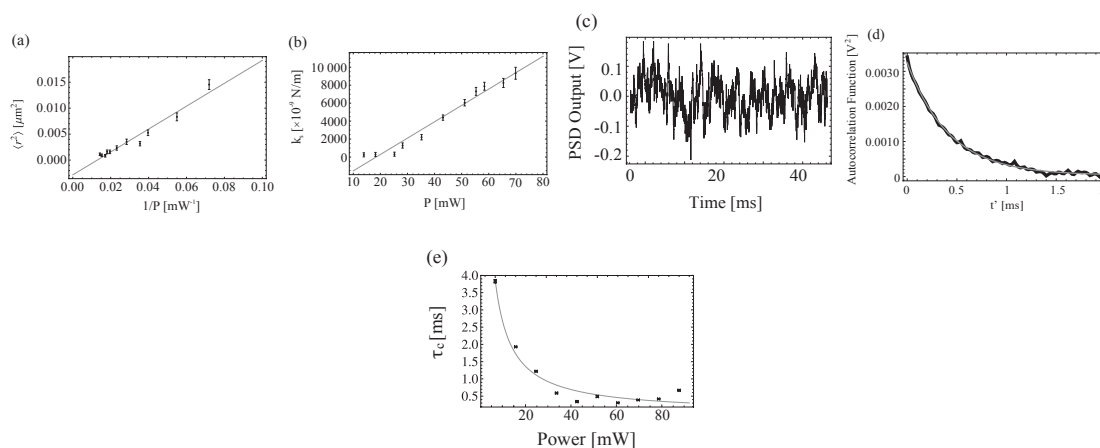 (a)
⟨r²⟩ [μm²]
0.015
0.010
0.005
0.000
0.00 0.02 0.04 0.06 0.08 0.10
1/P [mW⁻¹]
(b)
kₛ [×10⁻⁹ N/m]
10 000
8000
6000
4000
2000
0
10 20 30 40 50 60 70 80
P [mW]
(c)
PSD Output [V]
0.1
0.0
-0.1
-0.2
0 20 40
Time [ms]
(d)
Autocorrelation Function [V²]
0.0030
0.0020
0.0010
0
0 0.5 1.0 1.5
t' [ms]
(e)
τc [ms]
4.0
3.5
3.0
2.5
2.0
1.5
1.0
0.5
20 40 60 80
Power [mW]